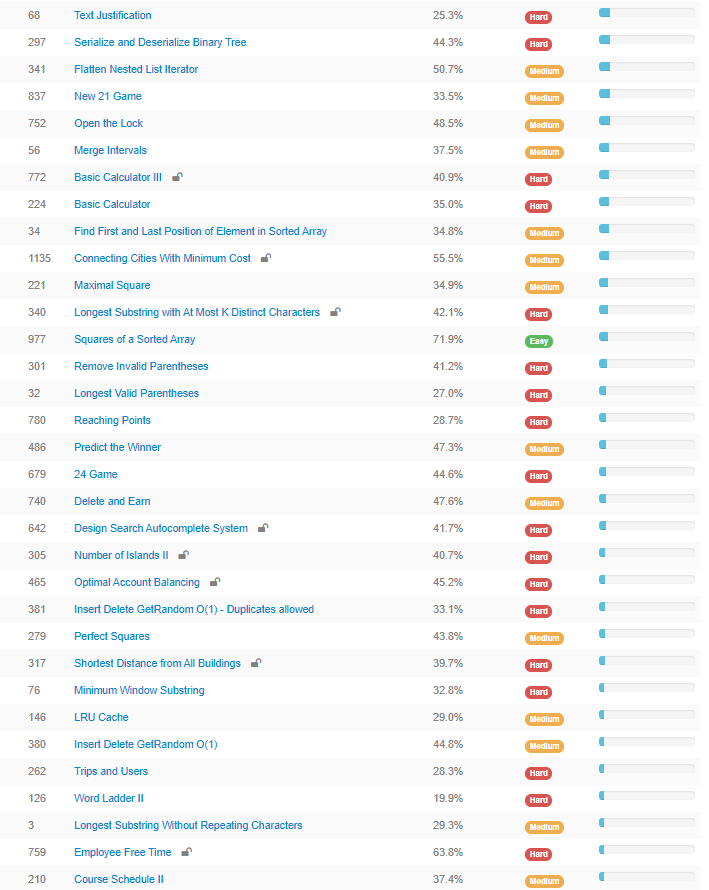 68 Text Justification 25.3% Hard
297 Serialize and Deserialize Binary Tree 44.3% Hard
341 Flatten Nested List Iterator 50.7% Medium
837 New 21 Game 33.5% Medium
752 Open the Lock 48.5% Medium
56 Merge Intervals 37.5% Medium
772 Basic Calculator III 40.9% Hard
224 Basic Calculator 35.0% Hard
34 Find First and Last Position of Element in Sorted Array 34.8% Medium
1135 Connecting Cities With Minimum Cost 55.5% Medium
221 Maximal Square 34.9% Medium
340 Longest Substring with At Most K Distinct Characters 42.1% Hard
977 Squares of a Sorted Array 71.9% Easy
301 Remove Invalid Parentheses 41.2% Hard
32 Longest Valid Parentheses 27.0% Hard
780 Reaching Points 28.7% Hard
486 Predict the Winner 47.3% Medium
679 24 Game 44.6% Hard
740 Delete and Earn 47.6% Medium
642 Design Search Autocomplete System 41.7% Hard
305 Number of Islands II 40.7% Hard
465 Optimal Account Balancing 45.2% Hard
381 Insert Delete GetRandom O(1) - Duplicates allowed 33.1% Hard
279 Perfect Squares 43.8% Medium
317 Shortest Distance from All Buildings 39.7% Hard
76 Minimum Window Substring 32.8% Hard
146 LRU Cache 29.0% Medium
380 Insert Delete GetRandom O(1) 44.8% Medium
262 Trips and Users 28.3% Hard
126 Word Ladder II 19.9% Hard
3 Longest Substring Without Repeating Characters 29.3% Medium
759 Employee Free Time 63.8% Hard
210 Course Schedule II 37.4% Medium